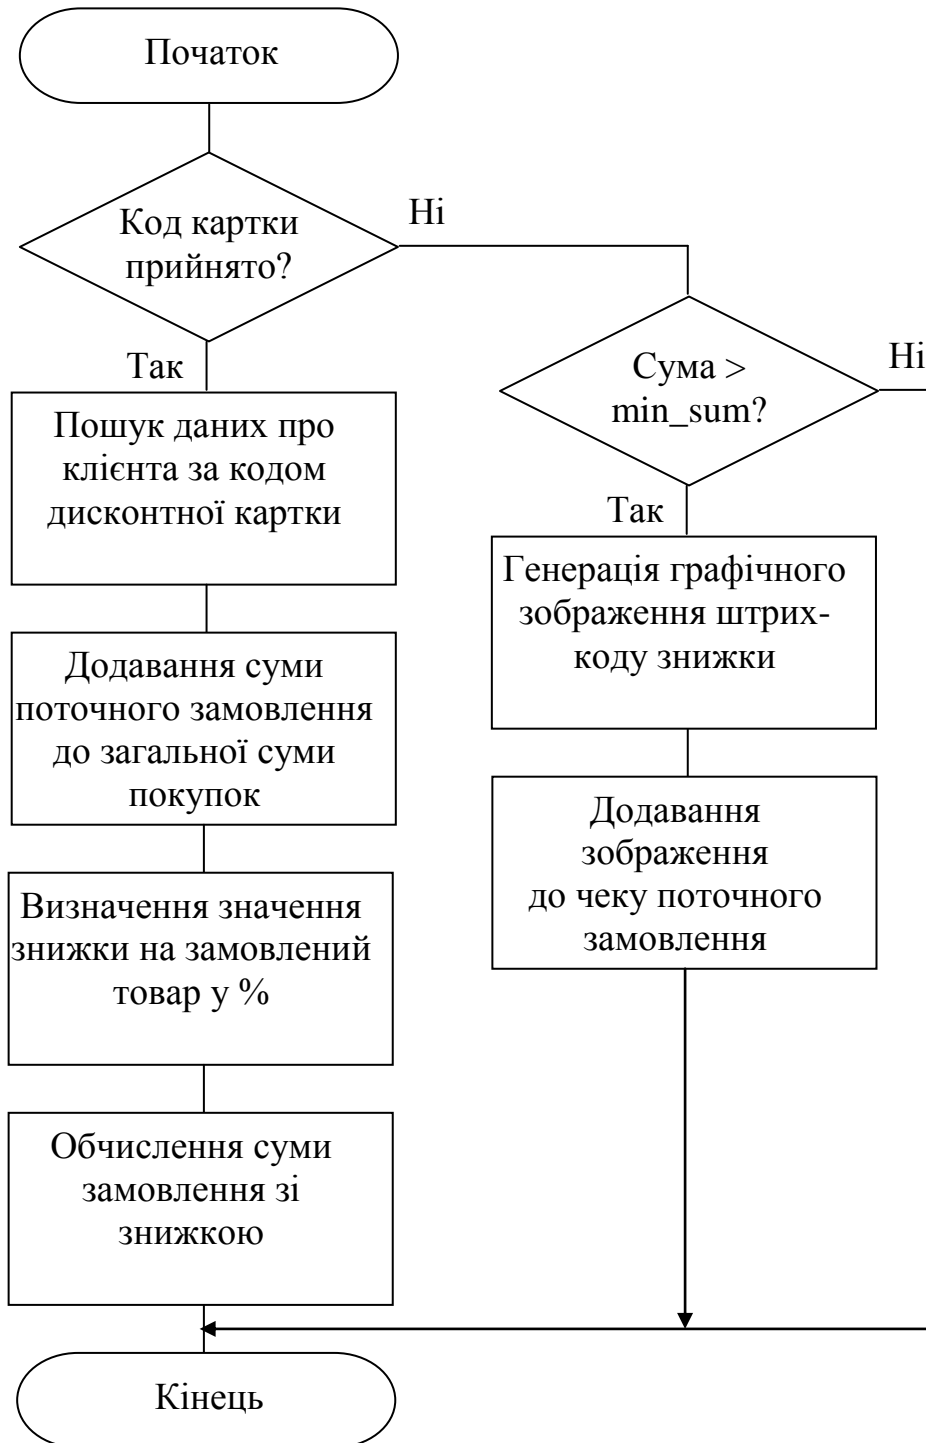 Початок
Код картки
прийнято?
Ні
Так
Пошук даних про
клієнта за кодом
дисконтної картки
Додавання суми
поточного замовлення
до загальної суми
покупок
Визначення значення
знижки на замовлений
товар у %
Обчислення суми
замовлення зі
знижкою
Сума >
min_sum?
Ні
Так
Генерація графічного
зображення штрих-
коду знижки
Додавання
зображення
до чеку поточного
замовлення
Кінець